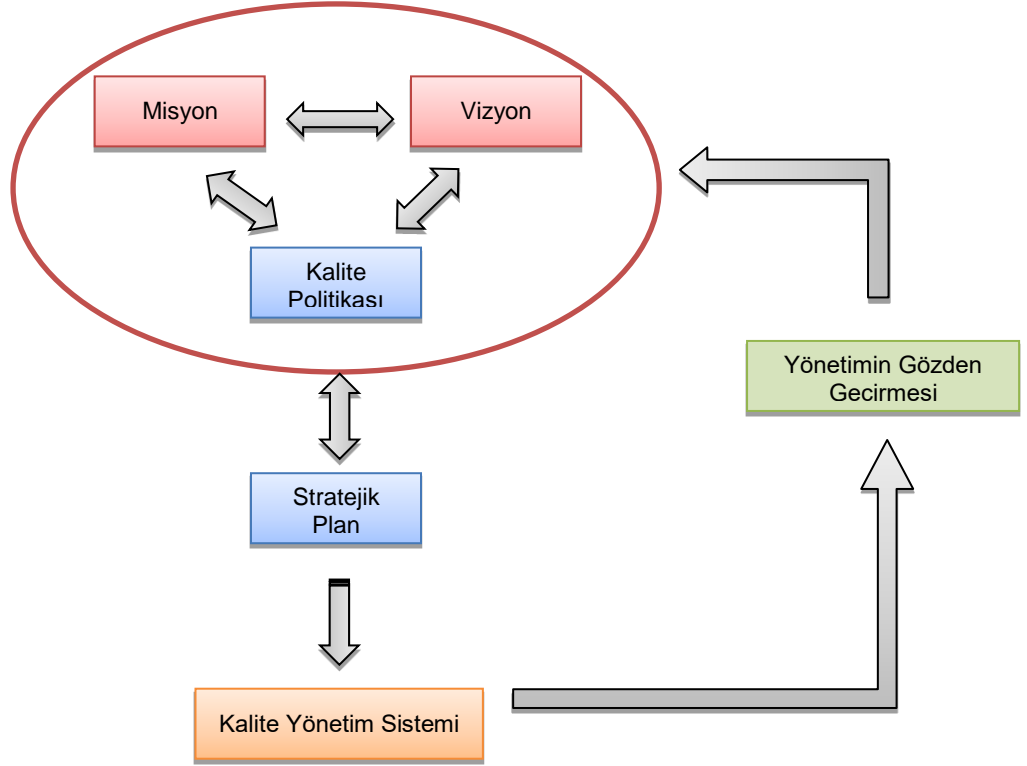 Misyon
Vizyon
Kalite
Politikası
Yönetimin Gözden
Gecirmesi
Stratejik
Plan
Kalite Yönetim Sistemi